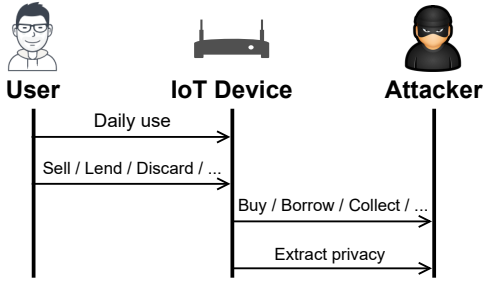 User
IoT Device
Attacker
Daily use
Sell / Lend / Discard / ...
Buy / Borrow / Collect / ...
Extract privacy